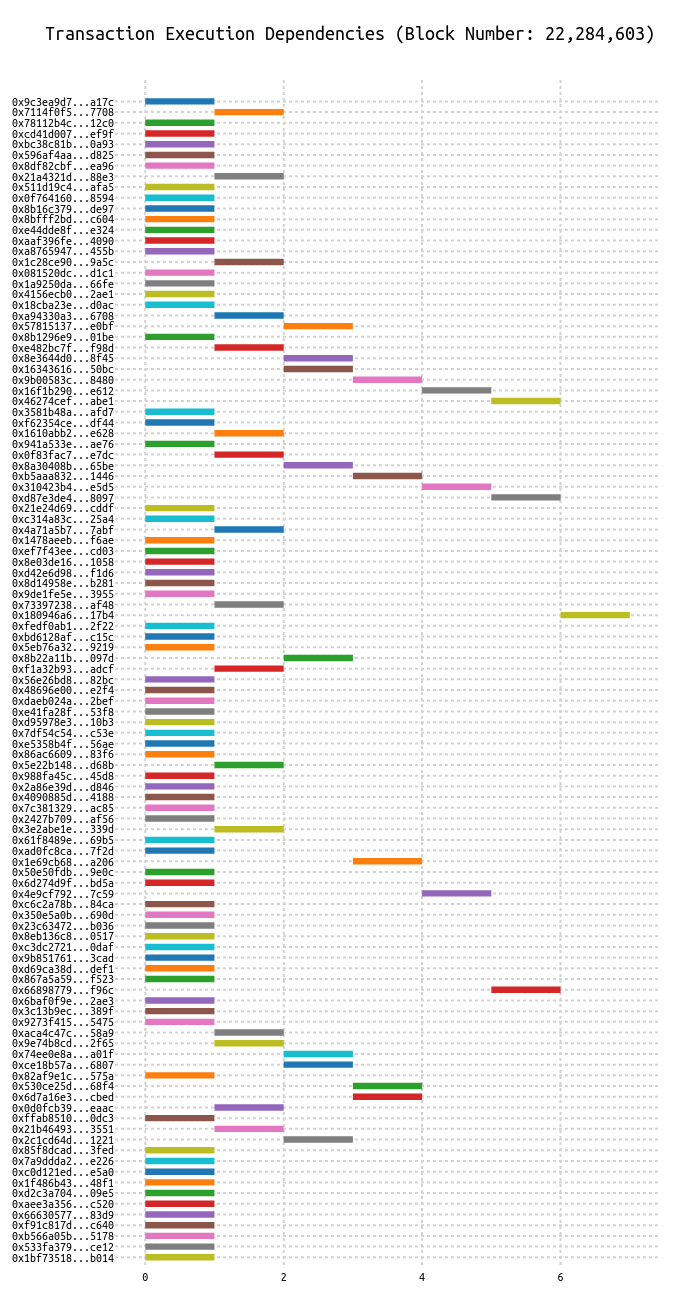 Transaction Execution Dependencies (Block Number: 22,284,603)
0x9c3ea9d7...a17c
0x7114f0f5...7708
0x78112b4c...12c0
0xcd41d007...ef9f
0xbc38c81b...0a93
0x596af4aa...d825
0x8df82cbf...ea96
0x21a4321d...88e3
0x511d19c4...afa5
0x0f764160...8594
0x8b16c379...de97
0x8bfff2bd...c604
0xe44dde8f...e324
0xaaf396fe...4090
0xa8765947...455b
0x1c28ce90...9a5c
0x081520dc...d1c1
0x1a9250da...66fe
0x4156ecb0...2ae1
0x18cba23e...d0ac
0xa94330a3...6708
0x57815137...e0bf
0x8b1296e9...01be
0xe482bc7f...f98d
0x8e3644d0...8f45
0x16343616...50bc
0x9b00583c...8480
0x16f1b290...e612
0x46274cef...abe1
0x3581b48a...afd7
0xf62354ce...df44
0x1610abb2...e628
0x941a533e...ae76
0x0f83fac7...e7dc
0x8a30408b...65be
0xb5aaa832...1446
0x310423b4...e5d5
0xd87e3de4...8097
0x21e24d69...cddf
0xc314a83c...25a4
0x4a71a5b7...7abf
0x1478aeeb...f6ae
0xef7f43ee...cd03
0x8e03de16...1058
0xd42e6d98...f1d6
0x8d14958e...b281
0x9de1fe5e...3955
0x73397238...af48
0x180946a6...17b4
0xfedf0ab1...2f22
0xbd6128af...c15c
0x5eb76a32...9219
0x8b22a11b...097d
0xf1a32b93...adcf
0x56e26bd8...82bc
0x48696e00...e2f4
0xdaeb024a...2bef
0xe41fa28f...53f8
0xd95978e3...10b3
0x7df54c54...c53e
0xe5358b4f...56ae
0x86ac6609...83f6
0x5e22b148...d68b
0x988fa45c...45d8
0x2a86e39d...d846
0x4090885d...4188
0x7c381329...ac85
0x2427b709...af56
0x3e2abe1e...339d
0x61f8489e...69b5
0xad0fc8ca...7f2d
0x1e69cb68...a206
0x50e50fdb...9e0c
0x6d274d9f...bd5a
0x4e9cf792...7c59
0xc6c2a78b...84ca
0x350e5a0b...690d
0x23c63472...b036
0x8eb136c8...0517
0xc3dc2721...0daf
0x9b851761...3cad
0xd69ca38d...def1
0x867a5a59...f523
0x66898779...f96c
0x6baf0f9e...2ae3
0x3c13b9ec...389f
0x9273f415...5475
0xaca4c47c...58a9
0x9e74b8cd...2f65
0x74ee0e8a...a01f
0xce18b57a...6807
0x82af9e1c...575a
0x530ce25d...68f4
0x6d7a16e3...cbed
0x0d0fcb39...eaac
0xffab8510...0dc3
0x21b46493...3551
0x2c1cd64d...1221
0x85f8dcad...3fed
0x7a9ddda2...e226
0xc0d121ed...e5a0
0x1f486b43...48f1
0xd2c3a704...09e5
0xaee3a356...c520
0x66630577...83d9
0xf91c817d...c640
0xb566a05b...5178
0x533fa379...ce12
0x1bf73518...b014
0 2 4 6